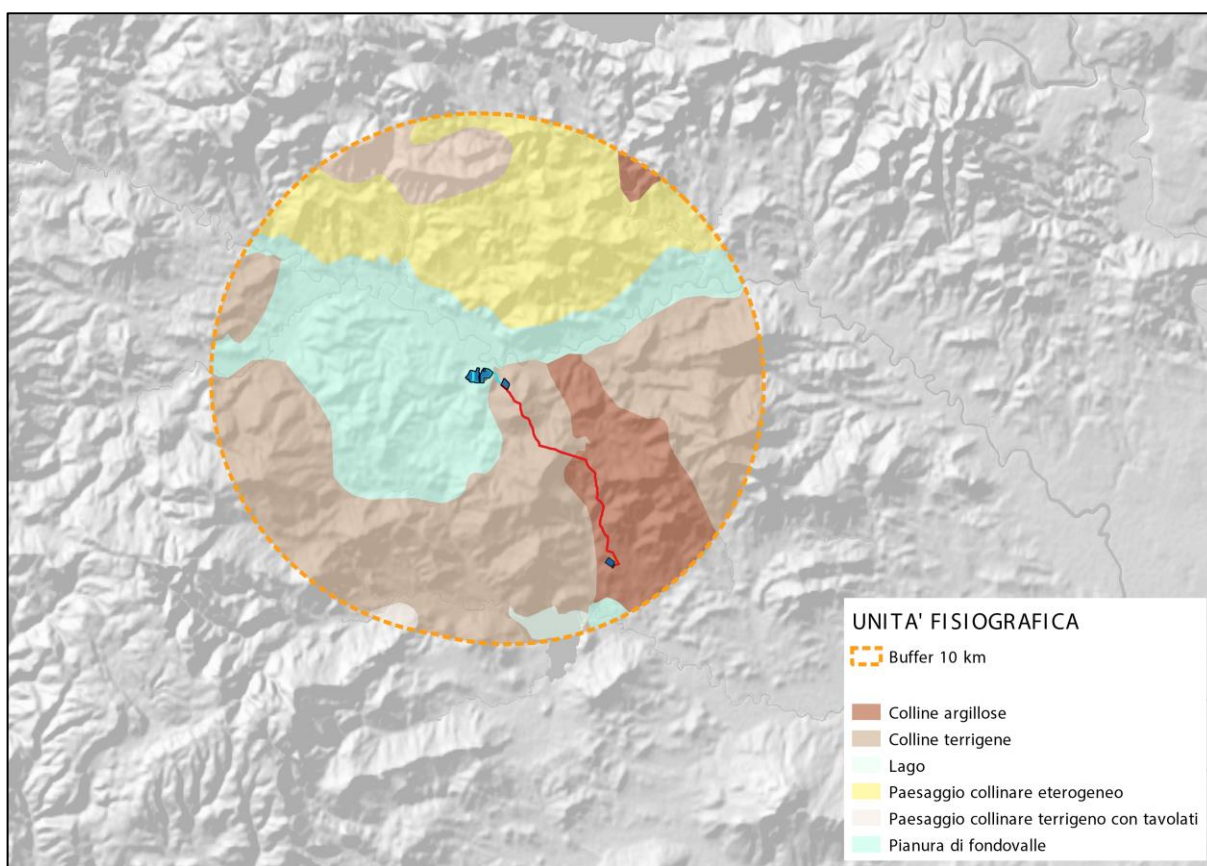 UNITA' FISIOGRAFICA
Buffer 10 km
Colline argillose
Colline terrigene
Lago
Paesaggio collinare eterogeneo
Paesaggio collinare terrigeno con tavolati
Pianura di fondovalle